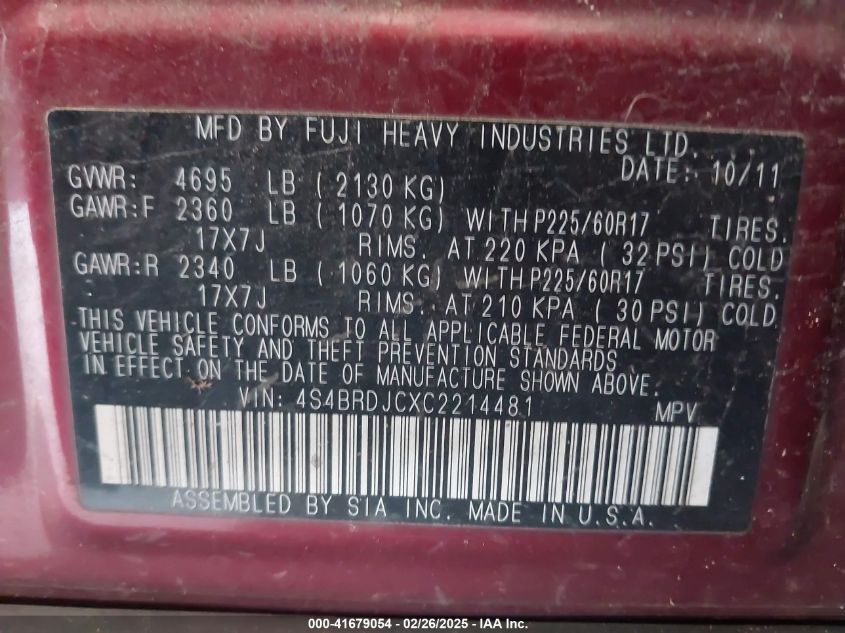 MFD BY FUJI HEAVY INDUSTRIES LTD.
DATE: 10/11
GVWR: 4695 LB ( 2130 KG)
GAWR:F 2360 LB ( 1070 KG) WITH P225/60R17 TIRES.
17X7J RIMS. AT 220 KPA ( 32 PSI) COLD
GAWR:R 2340 LB ( 1060 KG) WITH P225/60R17 TIRES.
17X7J RIMS. AT 210 KPA ( 30 PSI) COLD
THIS VEHICLE CONFORMS TO ALL APPLICABLE FEDERAL MOTOR
VEHICLE SAFETY AND THEFT PREVENTION STANDARDS
IN EFFECT ON THE DATE OF MANUFACTURE SHOWN ABOVE.
VIN: 4S4BRDJCXC2214481 MPV
ASSEMBLED BY SIA INC. MADE IN U.S.A.
000-41679054 - 02/26/2025 - IAA Inc.